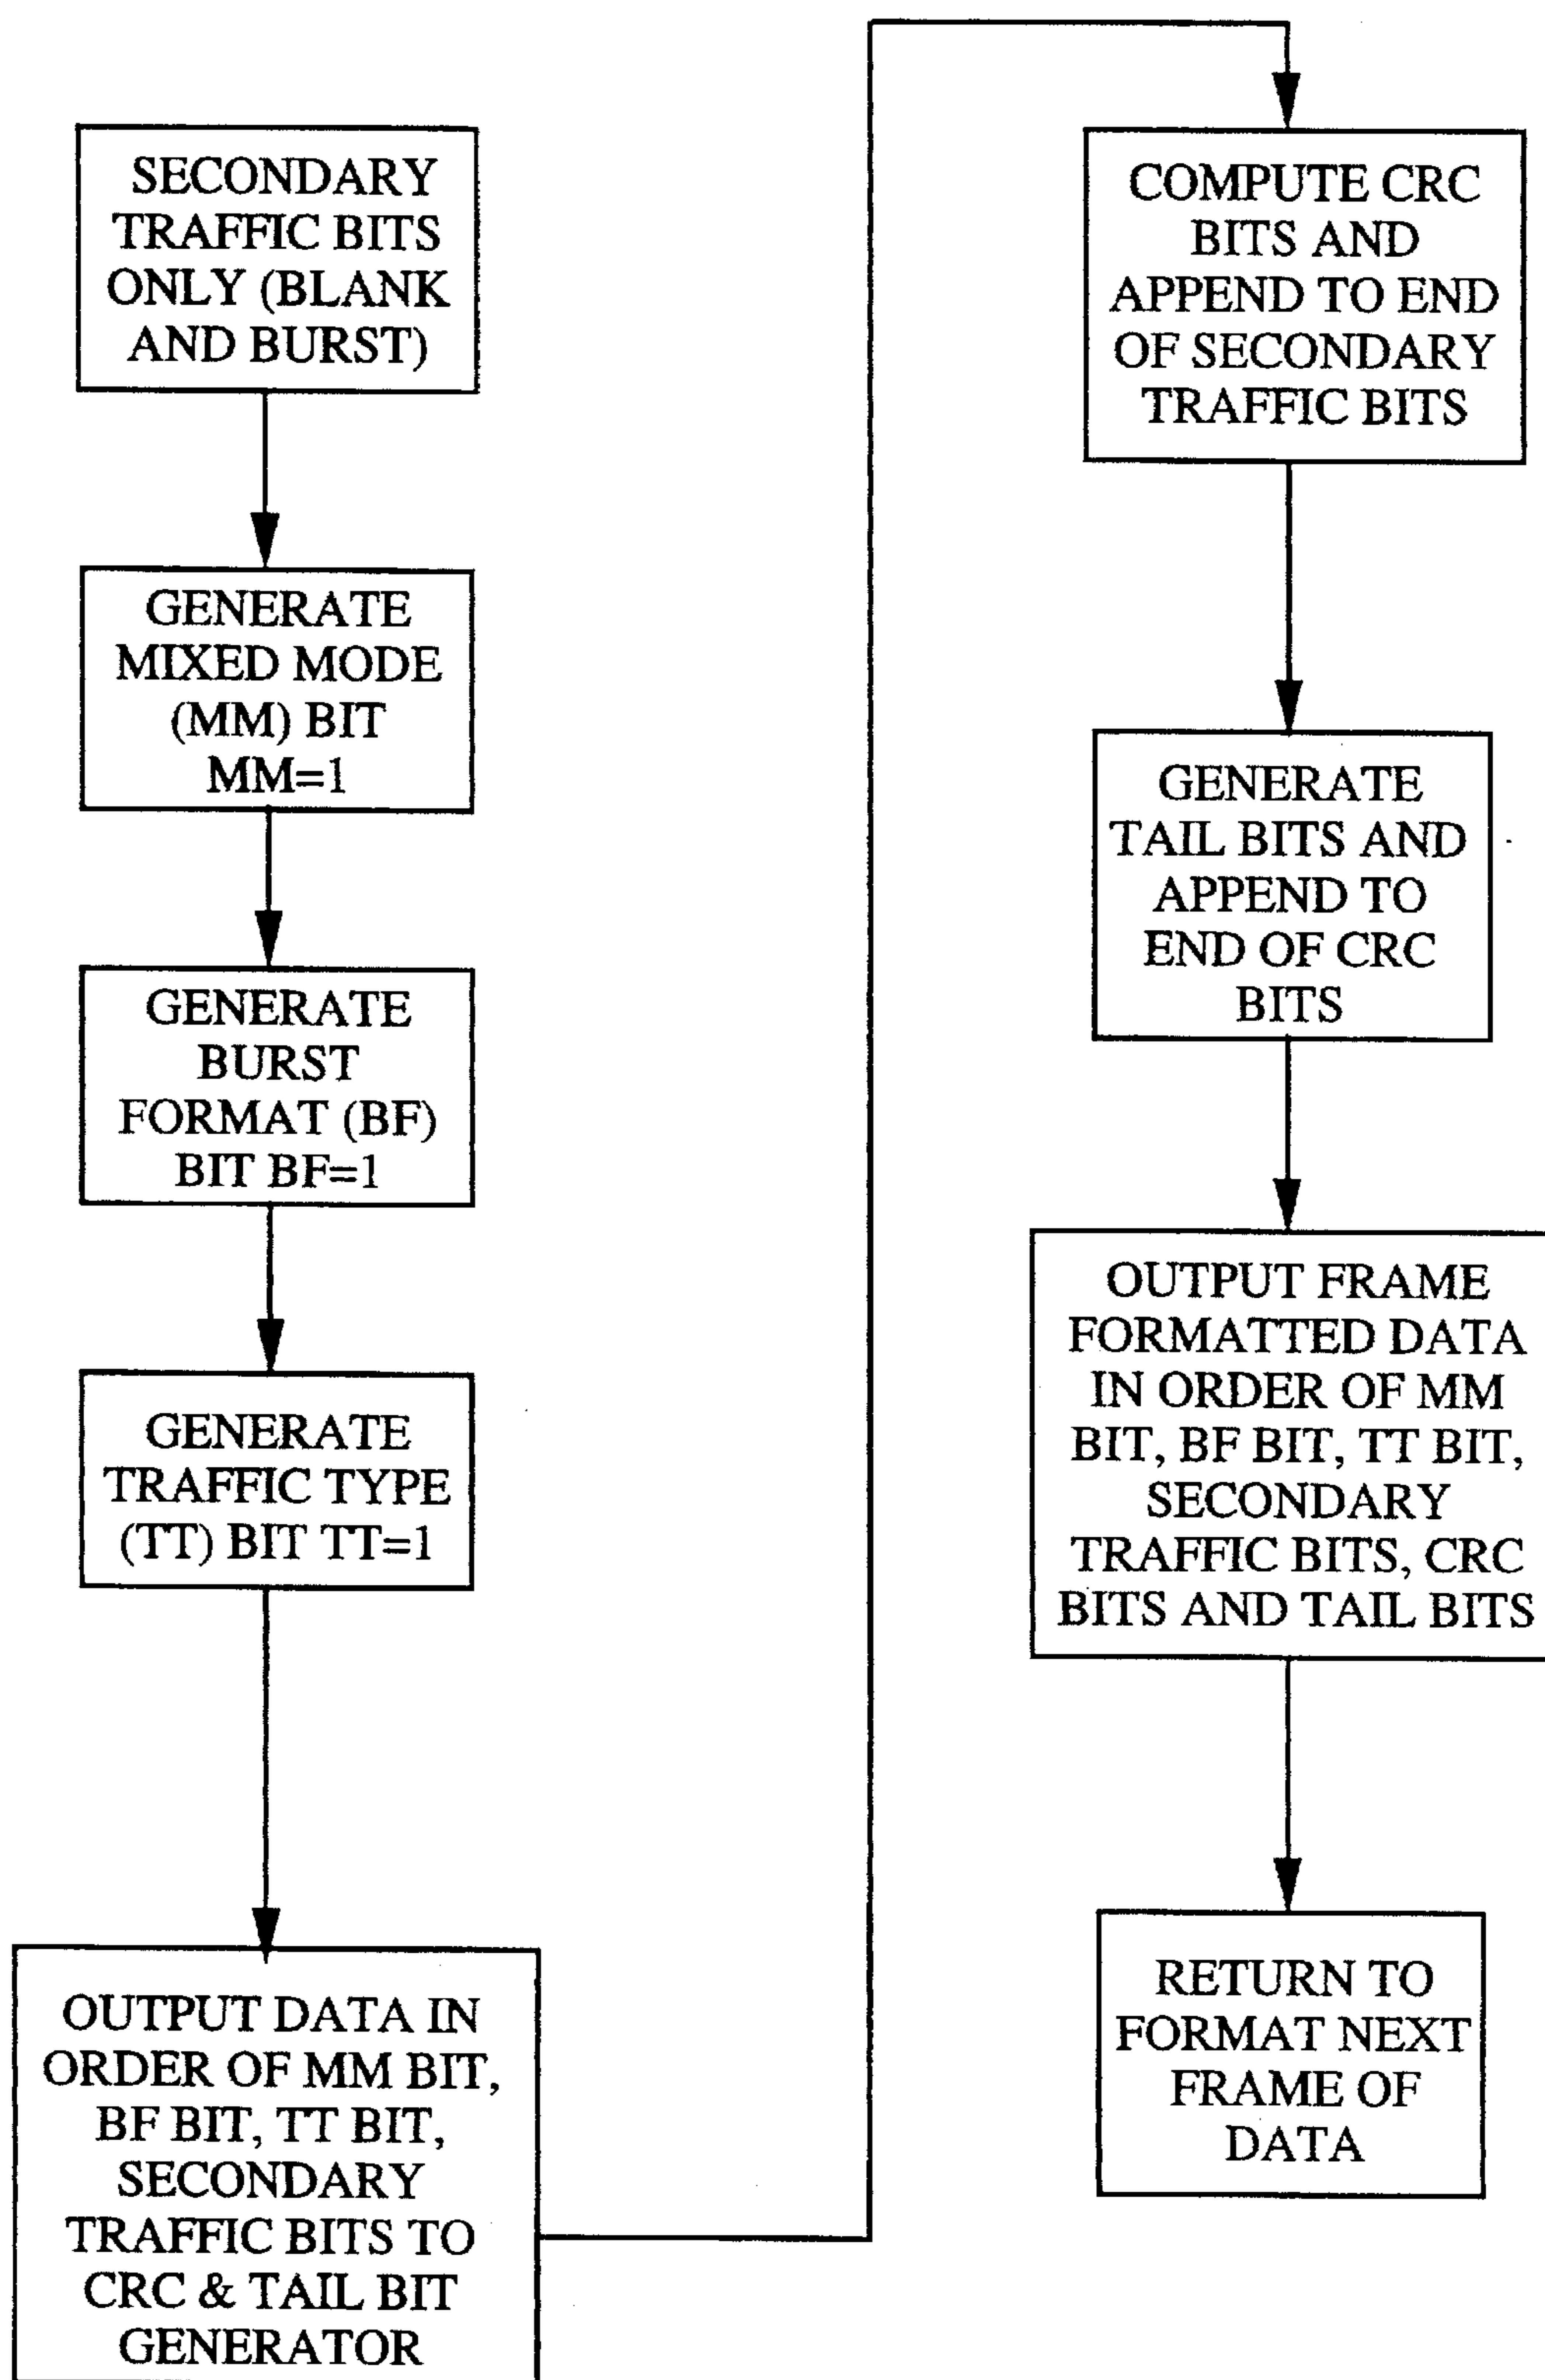 SECONDARY
TRAFFIC BITS
ONLY (BLANK
AND BURST)
GENERATE
MIXED MODE
(MM) BIT
MM=1
GENERATE
BURST
FORMAT (BF)
BIT BF=1
GENERATE
TRAFFIC TYPE
(TT) BIT TT=1
OUTPUT DATA IN
ORDER OF MM BIT,
BF BIT, TT BIT,
SECONDARY
TRAFFIC BITS TO
CRC & TAIL BIT
GENERATOR
COMPUTE CRC
BITS AND
APPEND TO END
OF SECONDARY
TRAFFIC BITS
GENERATE
TAIL BITS AND
APPEND TO
END OF CRC
BITS
OUTPUT FRAME
FORMATTED DATA
IN ORDER OF MM
BIT, BF BIT, TT BIT,
SECONDARY
TRAFFIC BITS, CRC
BITS AND TAIL BITS
RETURN TO
FORMAT NEXT
FRAME OF
DATA